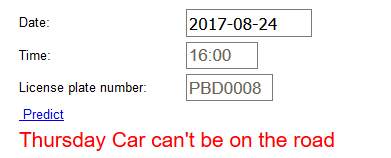 Date: 2017-08-24
Time: 16:00
License plate number: PBD0008
Predict
Thursday Car can't be on the road